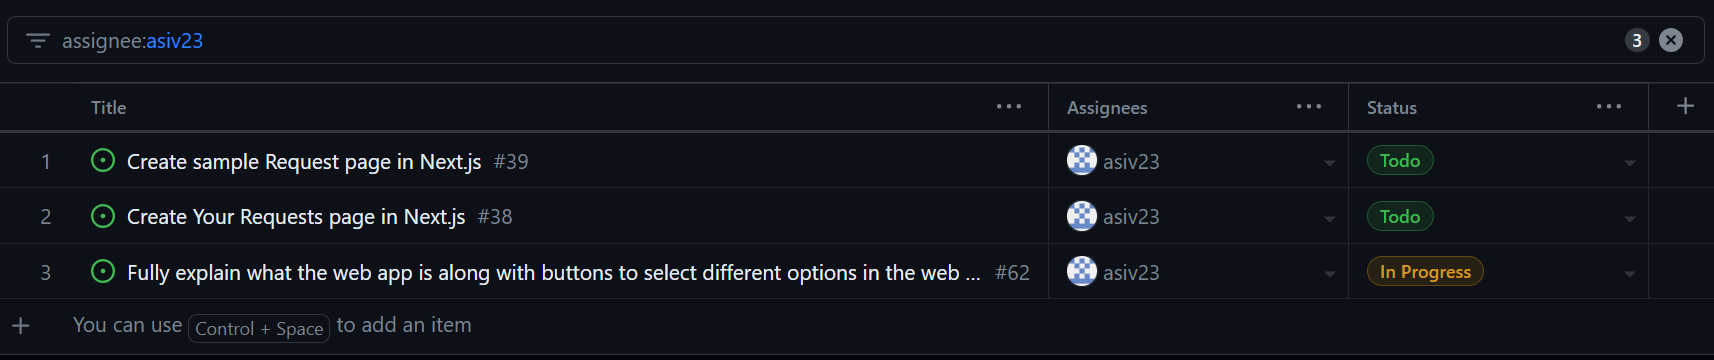 assignee:asiv23 3
Title ... Assignees ... Status ... +
1 Create sample Request page in Next.js #39 asiv23 Todo
2 Create Your Requests page in Next.js #38 asiv23 Todo
3 Fully explain what the web app is along with buttons to select different options in the web ... #62 asiv23 In Progress
+ You can use Control + Space to add an item